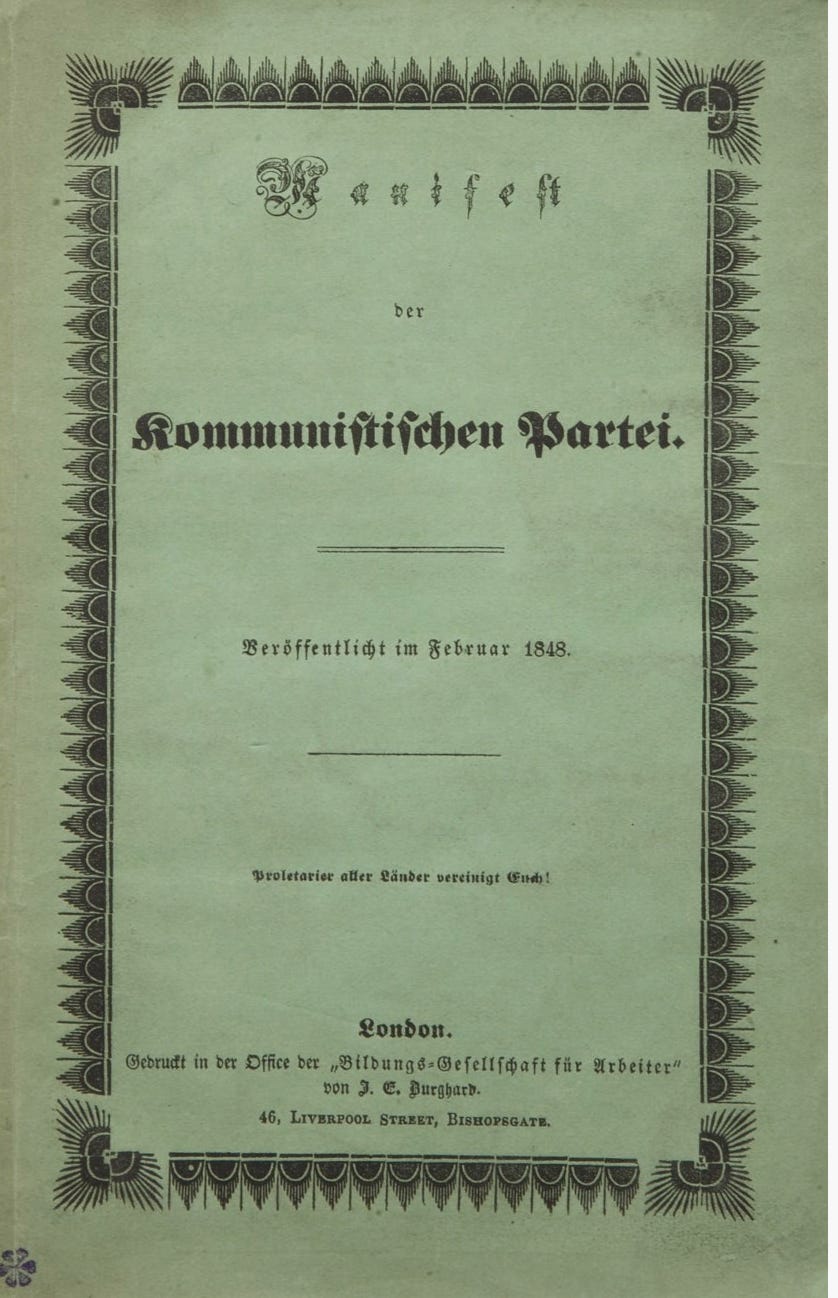 Manifest
der
Kommunistischen Partei.
Veröffentlicht im Februar 1848.
Proletarier aller Länder vereinigt Euch!
London.
Gedruckt in der Office der „Bildungs-Gesellschaft für Arbeiter"
von J. E. Burghard.
46, LIVERPOOL STREET, BISHOPSGATE.